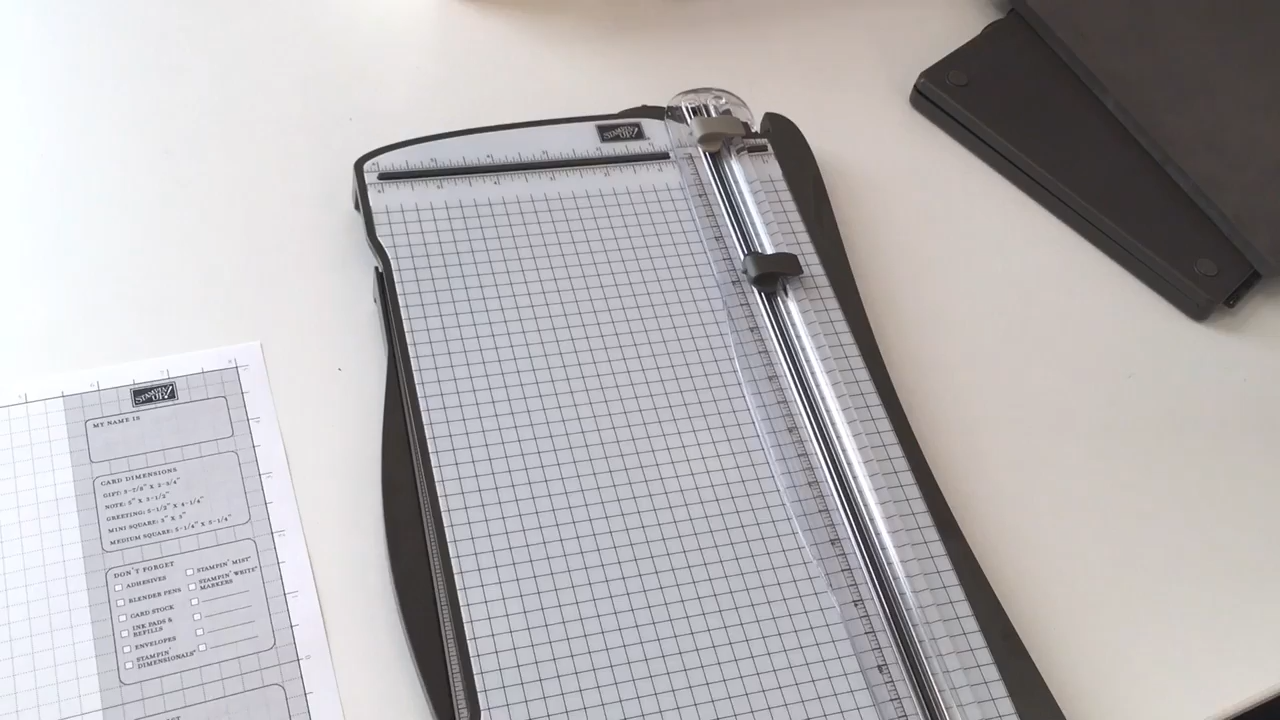 STAMPIN' UP!
STAMPIN' UP!
MY NAME IS
CARD DIMENSIONS
GIFT: 2-7/8" X 2-3/4"
NOTE: 5" X 3-1/2"
GREETING: 5-1/2" X 4-1/4"
MINI SQUARE: 3" X 3"
MEDIUM SQUARE: 5-1/4" X 5-1/4"
DON'T FORGET
ADHESIVES
BLENDER PENS
CARD STOCK
INK PADS &
REFILLS
ENVELOPES
STAMPIN'
DIMENSIONALS®
STAMPIN' MIST®
STAMPIN' WRITE®
MARKERS